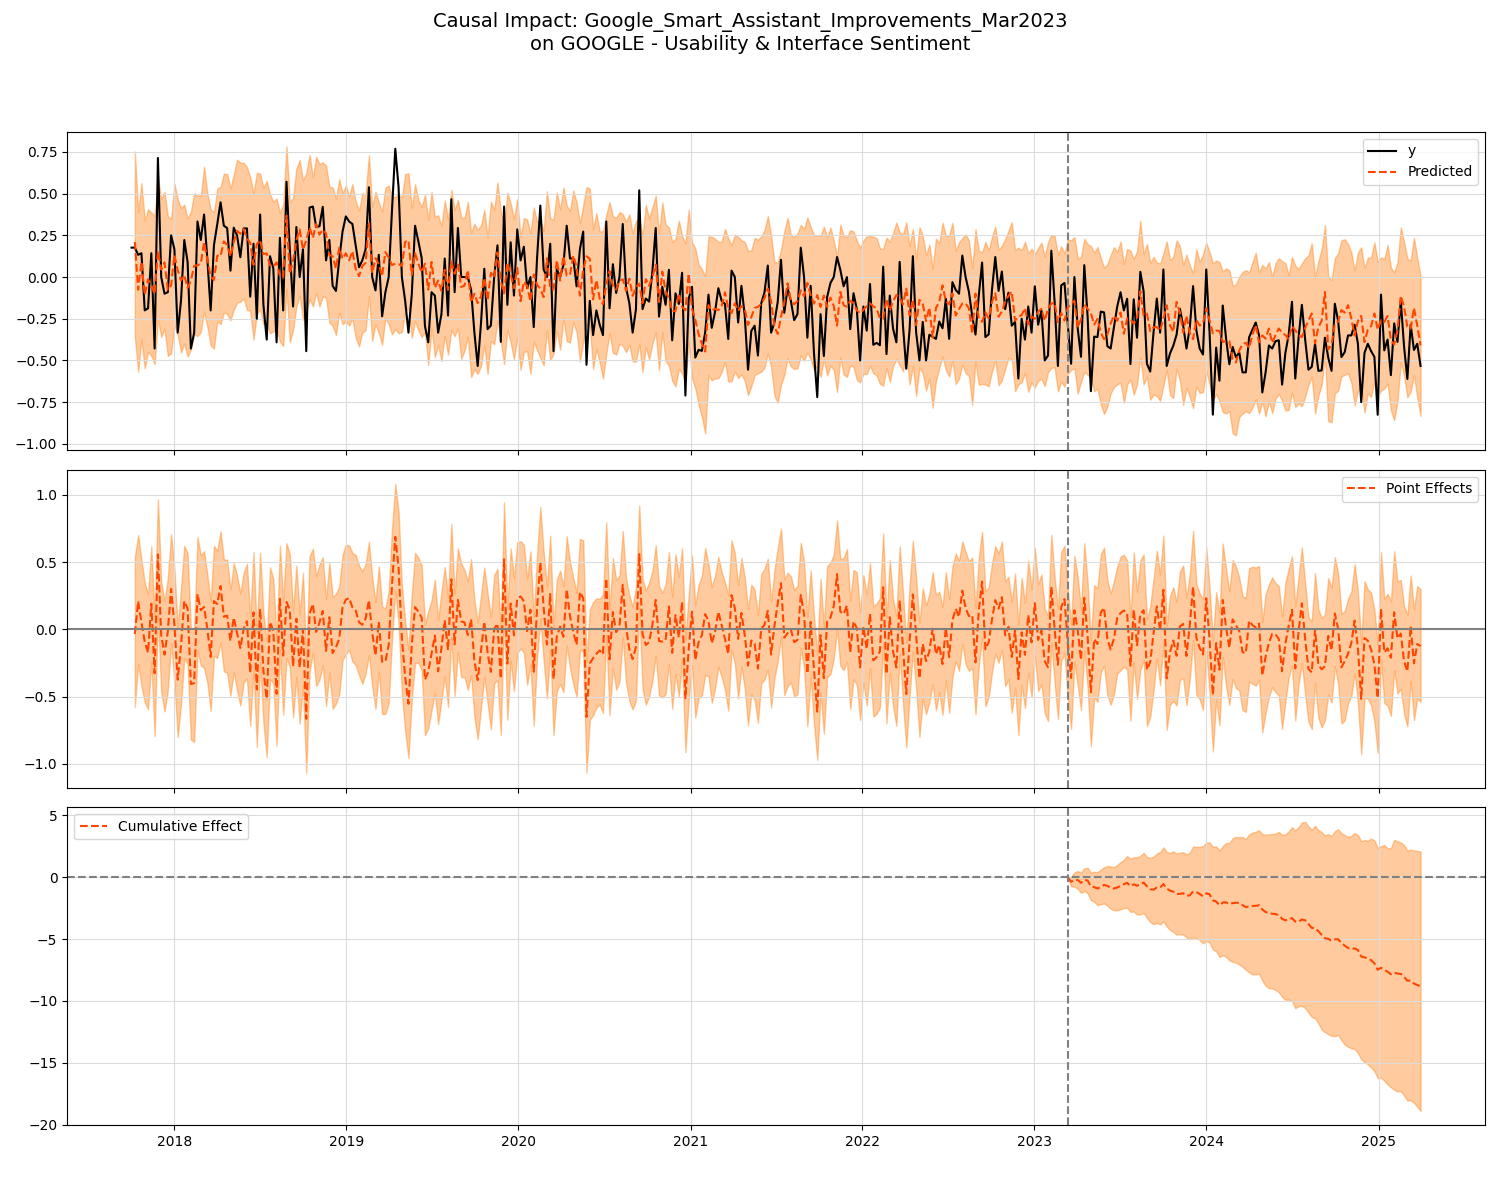 Causal Impact: Google_Smart_Assistant_Improvements_Mar2023
on GOOGLE - Usability & Interface Sentiment
y
Predicted
0.75
0.50
0.25
0.00
−0.25
−0.50
−0.75
−1.00
Point Effects
1.0
0.5
0.0
−0.5
−1.0
Cumulative Effect
5
0
−5
−10
−15
−20
2018 2019 2020 2021 2022 2023 2024 2025